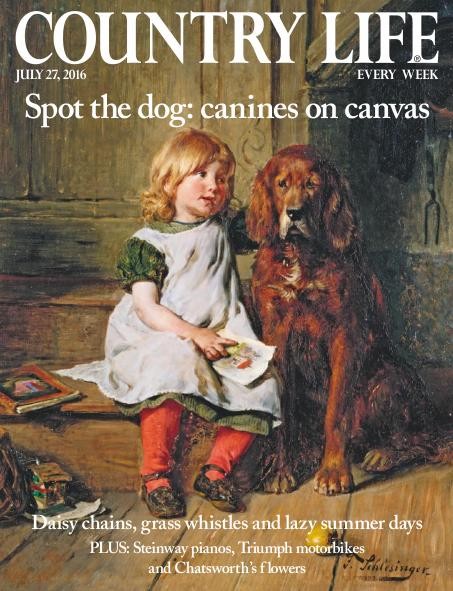 COUNTRY LIFE®
JULY 27, 2016 EVERY WEEK
Spot the dog: canines on canvas
Daisy chains, grass whistles and lazy summer days
PLUS: Steinway pianos, Triumph motorbikes
and Chatsworth's flowers
J. Schlesinger